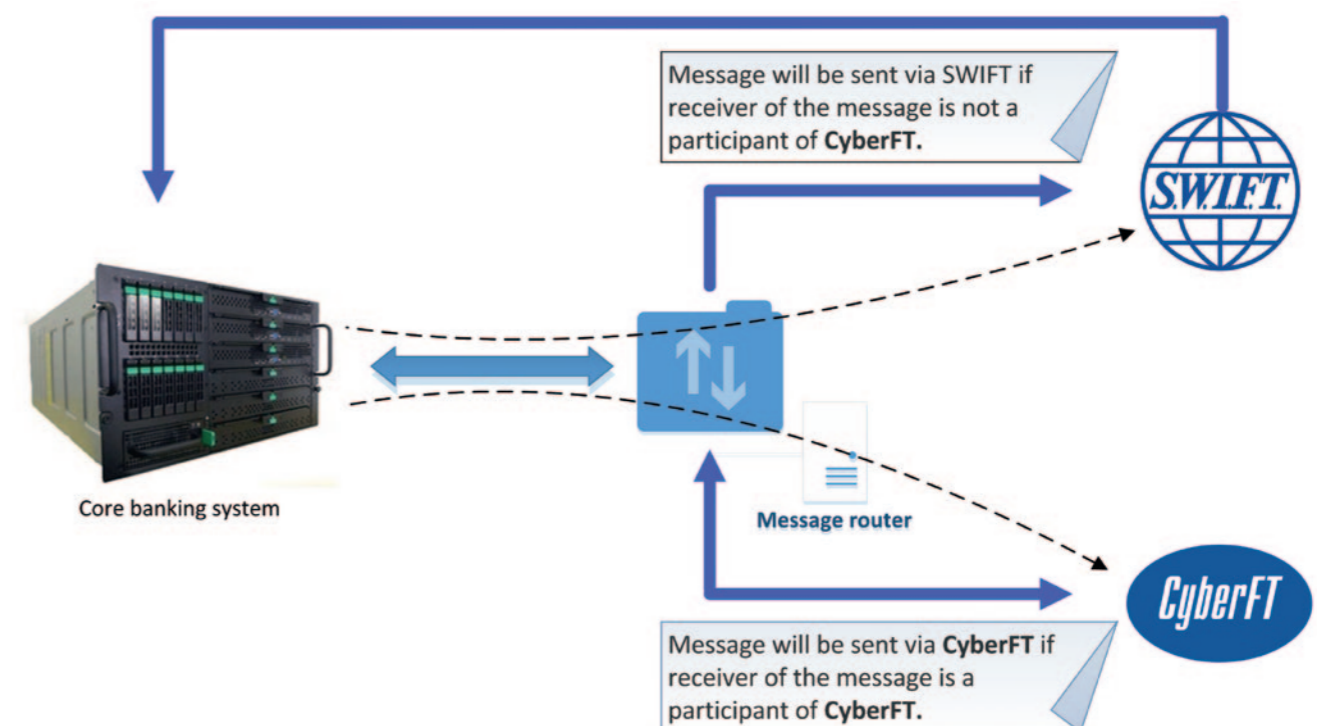 Message will be sent via SWIFT if
receiver of the message is not a
participant of CyberFT.
S.W.I.F.T.
Core banking system
Message router
CyberFT
Message will be sent via CyberFT if
receiver of the message is a
participant of CyberFT.